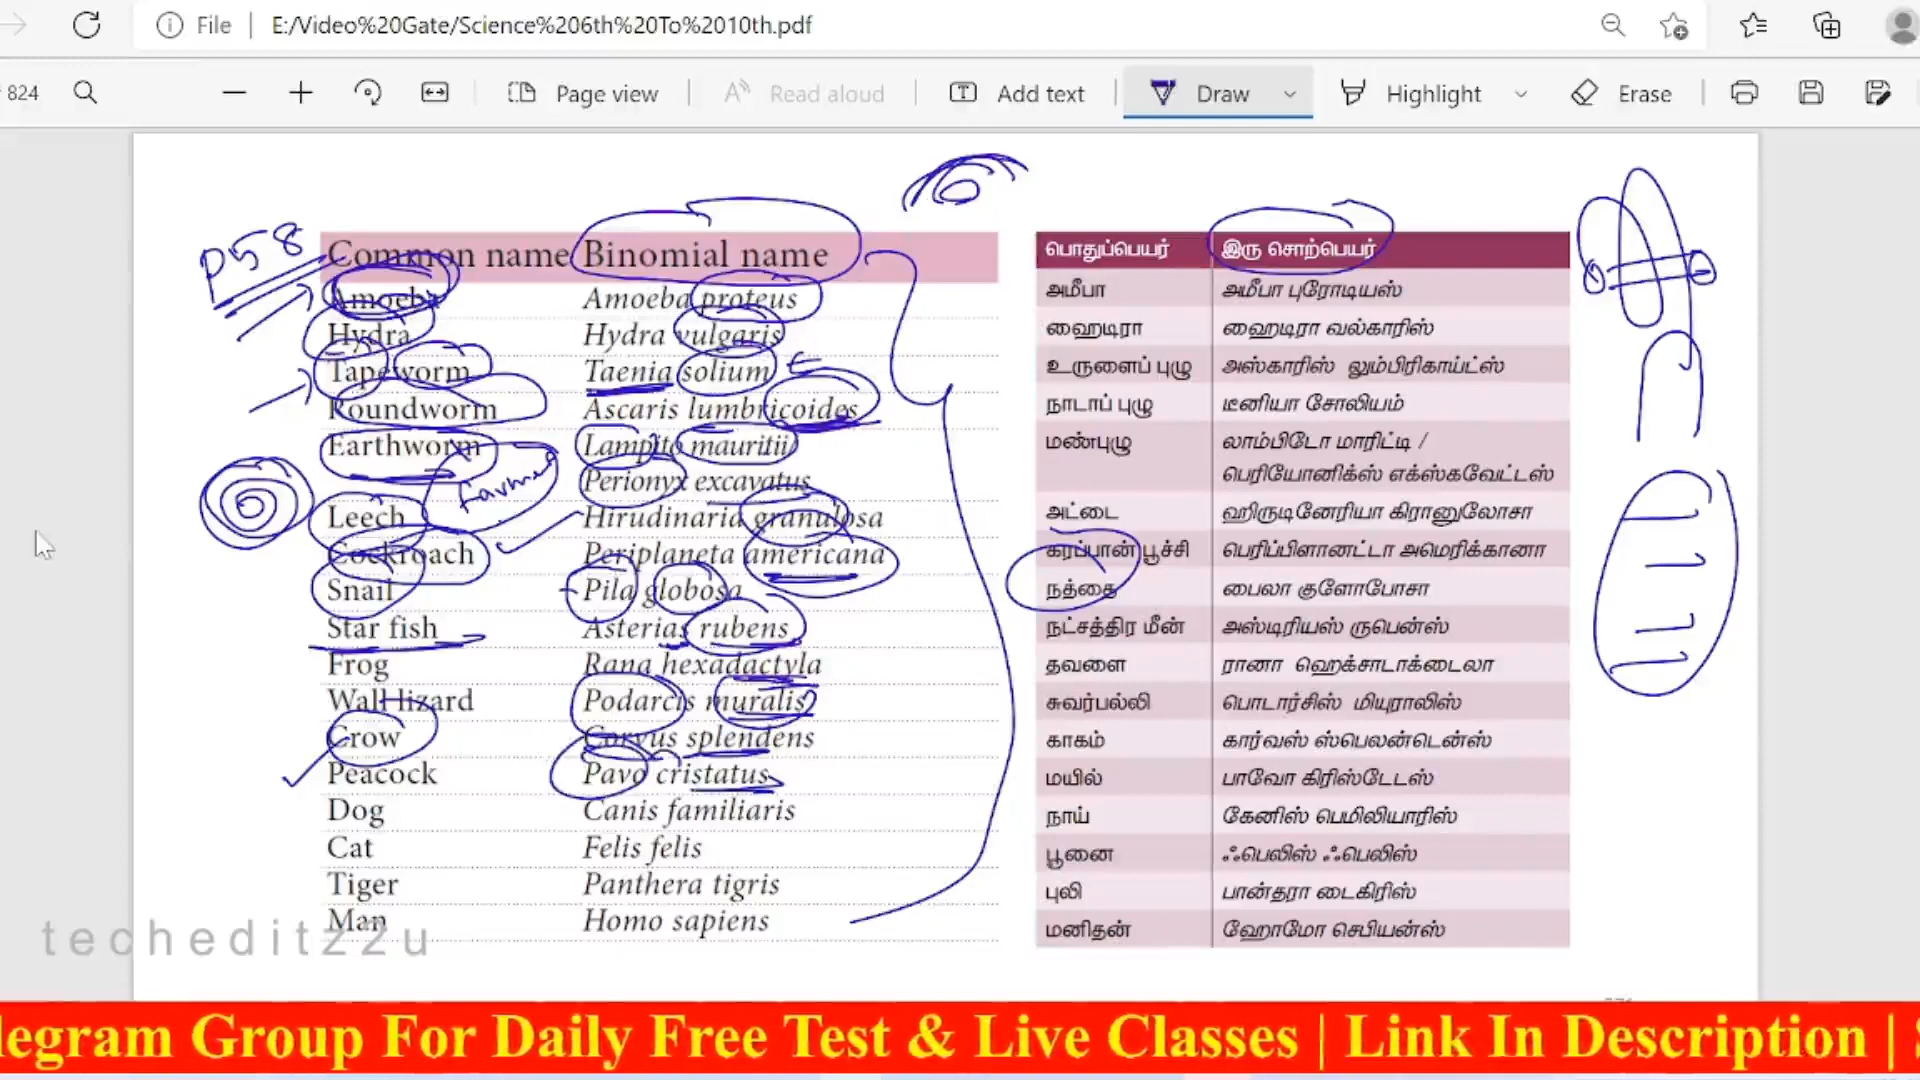 File | E:/Video%20Gate/Science%206th%20To%2010th.pdf
824 Page view Read aloud Add text Draw Highlight Erase
P58
6
Common name Binomial name
Amoeba Amoeba proteus
Hydra Hydra vulgaris
Tapeworm Taenia solium
Roundworm Ascaris lumbricoides
Earthworm Lampito mauritii
Perionyx excavatus
Leech Hirudinaria granulosa
Cockroach Periplaneta americana
Snail Pila globosa
Star fish Asterias rubens
Frog Rana hexadactyla
Wall lizard Podarcis muralis
Crow Corvus splendens
Peacock Pavo cristatus
Dog Canis familiaris
Cat Felis felis
Tiger Panthera tigris
Man Homo sapiens
பொதுப்பெயர் இரு சொற்பெயர்
அமீபா அமீபா புரோடியஸ்
ஹைடிரா ஹைடிரா வல்காரிஸ்
உருளைப் புழு அஸ்காரிஸ் லும்பிரிகாய்ட்ஸ்
நாடாப் புழு டீனியா சோலியம்
மண்புழு லாம்பிடோ மாரிட்டி /
பெரியோனிக்ஸ் எக்ஸ்கவேட்டஸ்
அட்டை ஹிருடினேரியா கிரானுலோசா
கரப்பான் பூச்சி பெரிப்பிளானட்டா அமெரிக்கானா
நத்தை பைலா குளோபோசா
நட்சத்திர மீன் அஸ்டிரியஸ் ருபென்ஸ்
தவளை ரானா ஹெக்சாடாக்டைலா
சுவர்பல்லி பொடார்சிஸ் மியுராலிஸ்
காகம் கார்வஸ் ஸ்பெலன்டென்ஸ்
மயில் பாவோ கிரிஸ்டேடஸ்
நாய் கேனிஸ் பெமிலியாரிஸ்
பூனை ஃபெலிஸ் ஃபெலிஸ்
புலி பான்தரா டைகிரிஸ்
மனிதன் ஹோமோ செபியன்ஸ்
techeditz2u
legram Group For Daily Free Test & Live Classes | Link In Description |